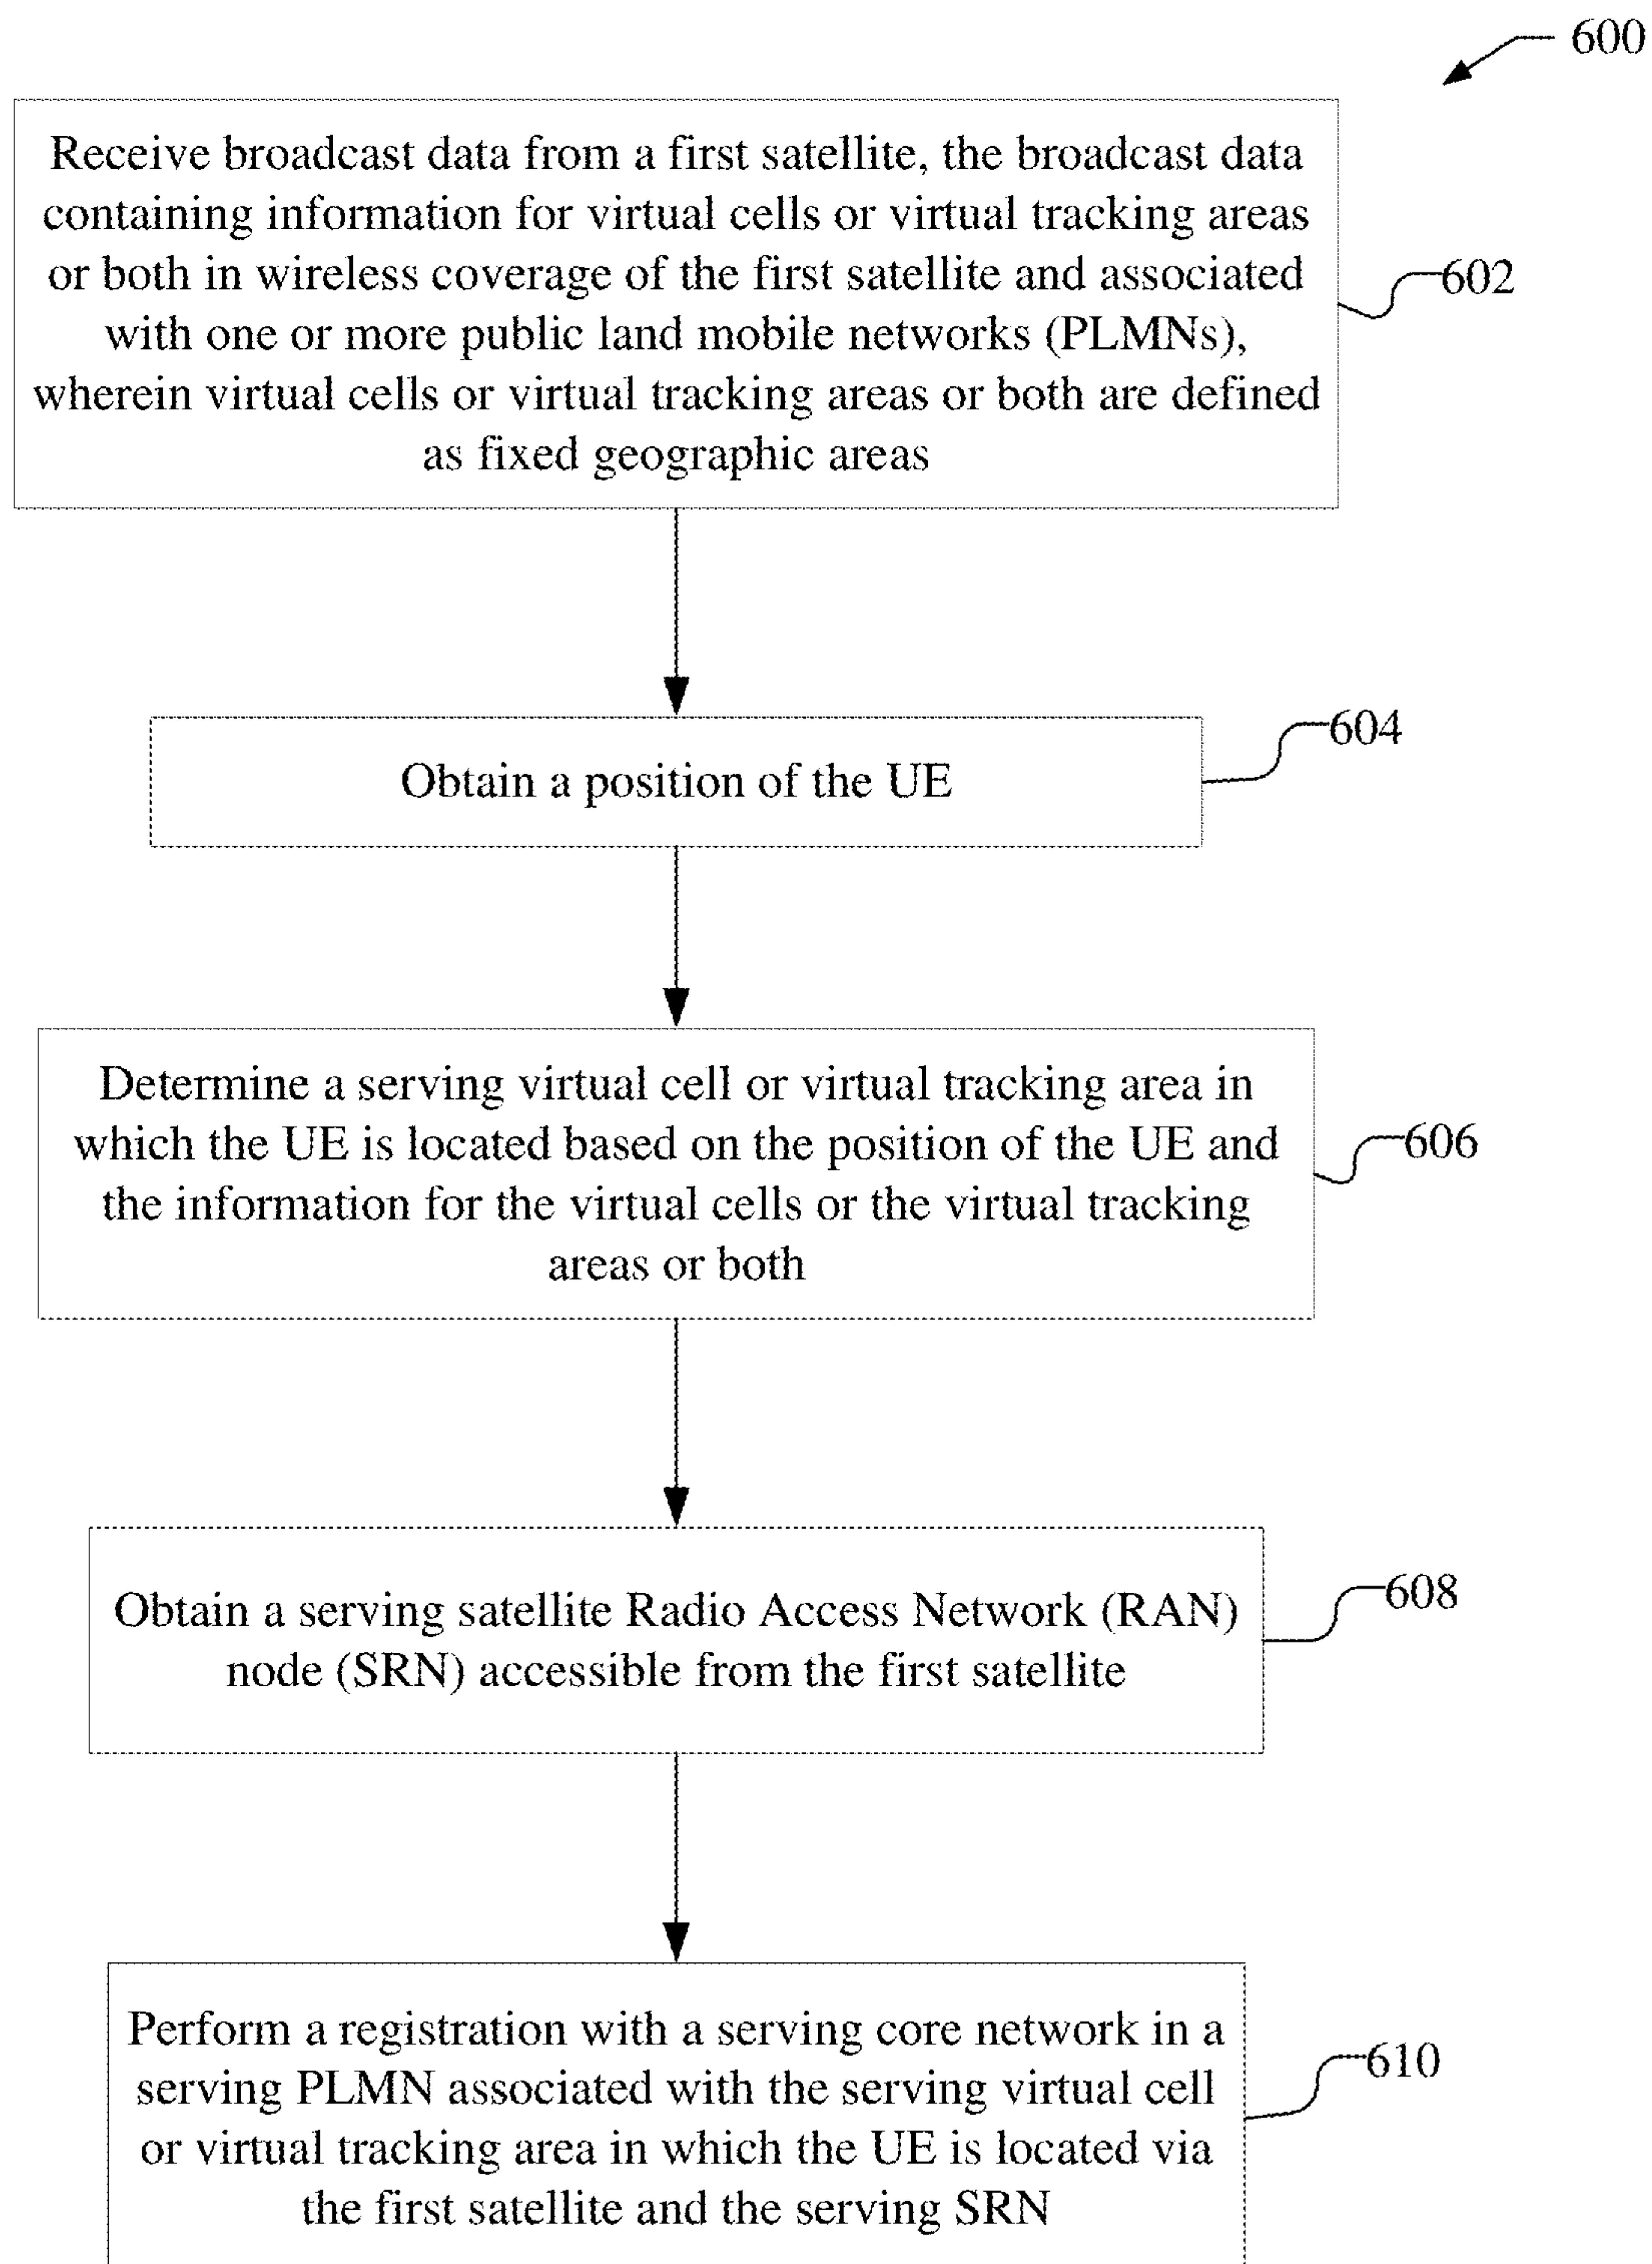 600
Receive broadcast data from a first satellite, the broadcast data
containing information for virtual cells or virtual tracking areas
or both in wireless coverage of the first satellite and associated
with one or more public land mobile networks (PLMNs),
wherein virtual cells or virtual tracking areas or both are defined
as fixed geographic areas
602
Obtain a position of the UE
604
Determine a serving virtual cell or virtual tracking area in
which the UE is located based on the position of the UE and
the information for the virtual cells or the virtual tracking
areas or both
606
Obtain a serving satellite Radio Access Network (RAN)
node (SRN) accessible from the first satellite
608
Perform a registration with a serving core network in a
serving PLMN associated with the serving virtual cell
or virtual tracking area in which the UE is located via
the first satellite and the serving SRN
610